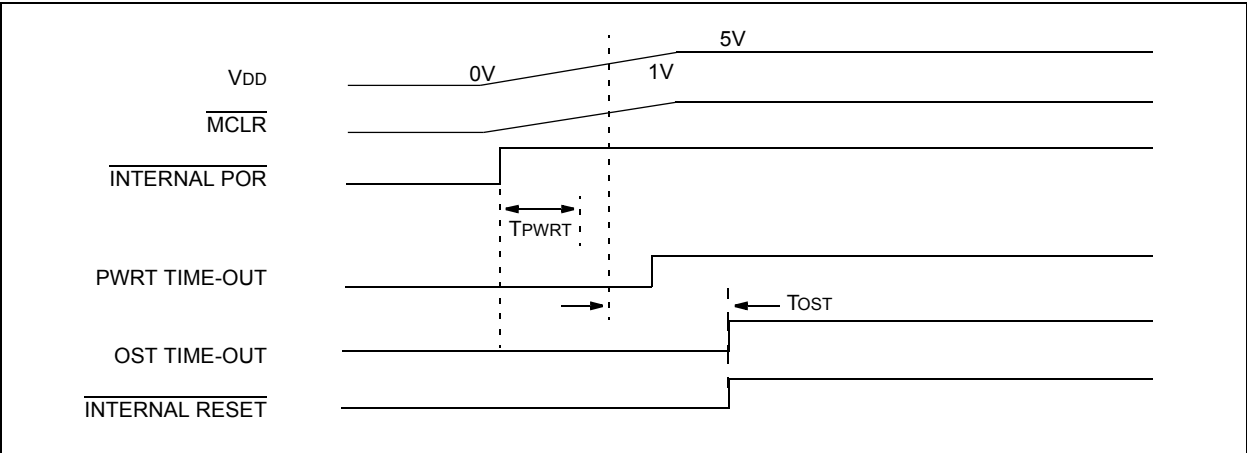 5V
VDD 0V 1V
MCLR
INTERNAL POR
TPWRT
PWRT TIME-OUT
TOST
OST TIME-OUT
INTERNAL RESET